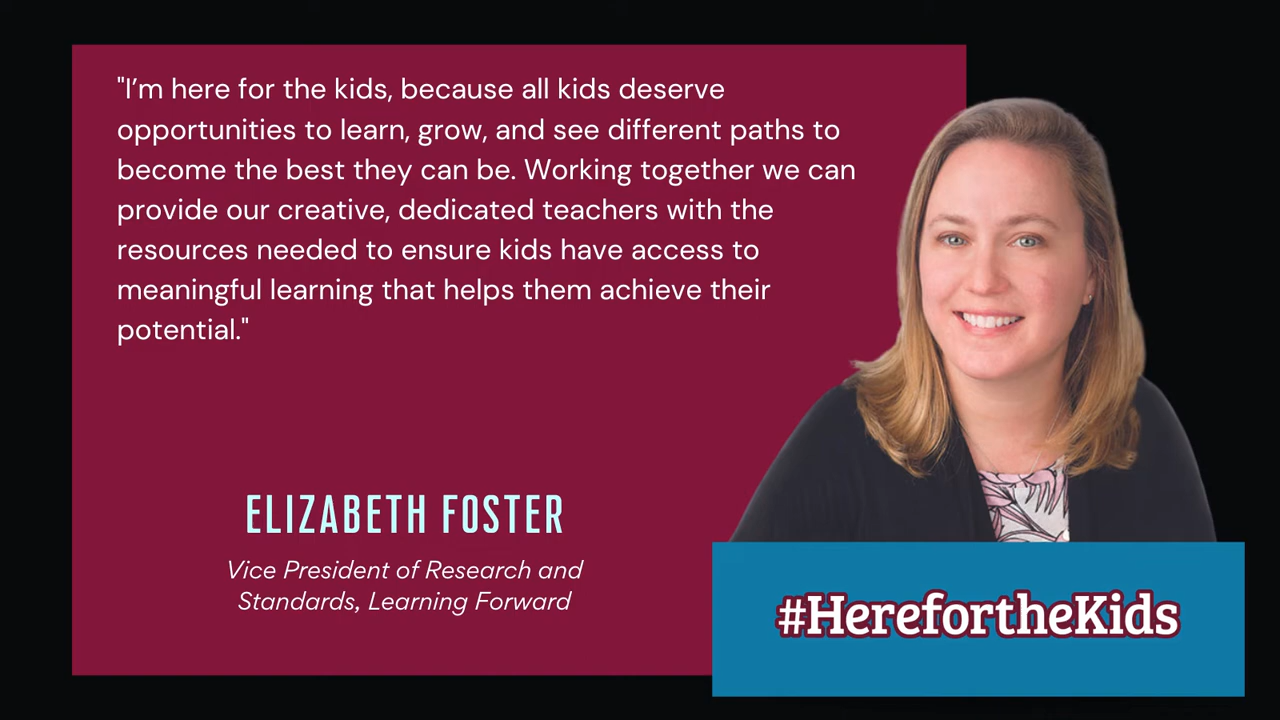 "I’m here for the kids, because all kids deserve
opportunities to learn, grow, and see different paths to
become the best they can be. Working together we can
provide our creative, dedicated teachers with the
resources needed to ensure kids have access to
meaningful learning that helps them achieve their
potential."
ELIZABETH FOSTER
Vice President of Research and
Standards, Learning Forward
#HerefortheKids